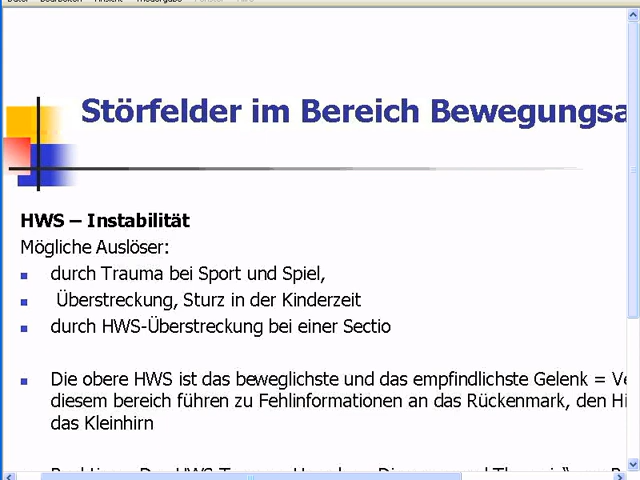 Störfelder im Bereich Bewegungsa
HWS – Instabilität
Mögliche Auslöser:
durch Trauma bei Sport und Spiel,
Überstreckung, Sturz in der Kinderzeit
durch HWS-Überstreckung bei einer Sectio
Die obere HWS ist das beweglichste und das empfindlichste Gelenk = Ve
diesem bereich führen zu Fehlinformationen an das Rückenmark, den Hi
das Kleinhirn